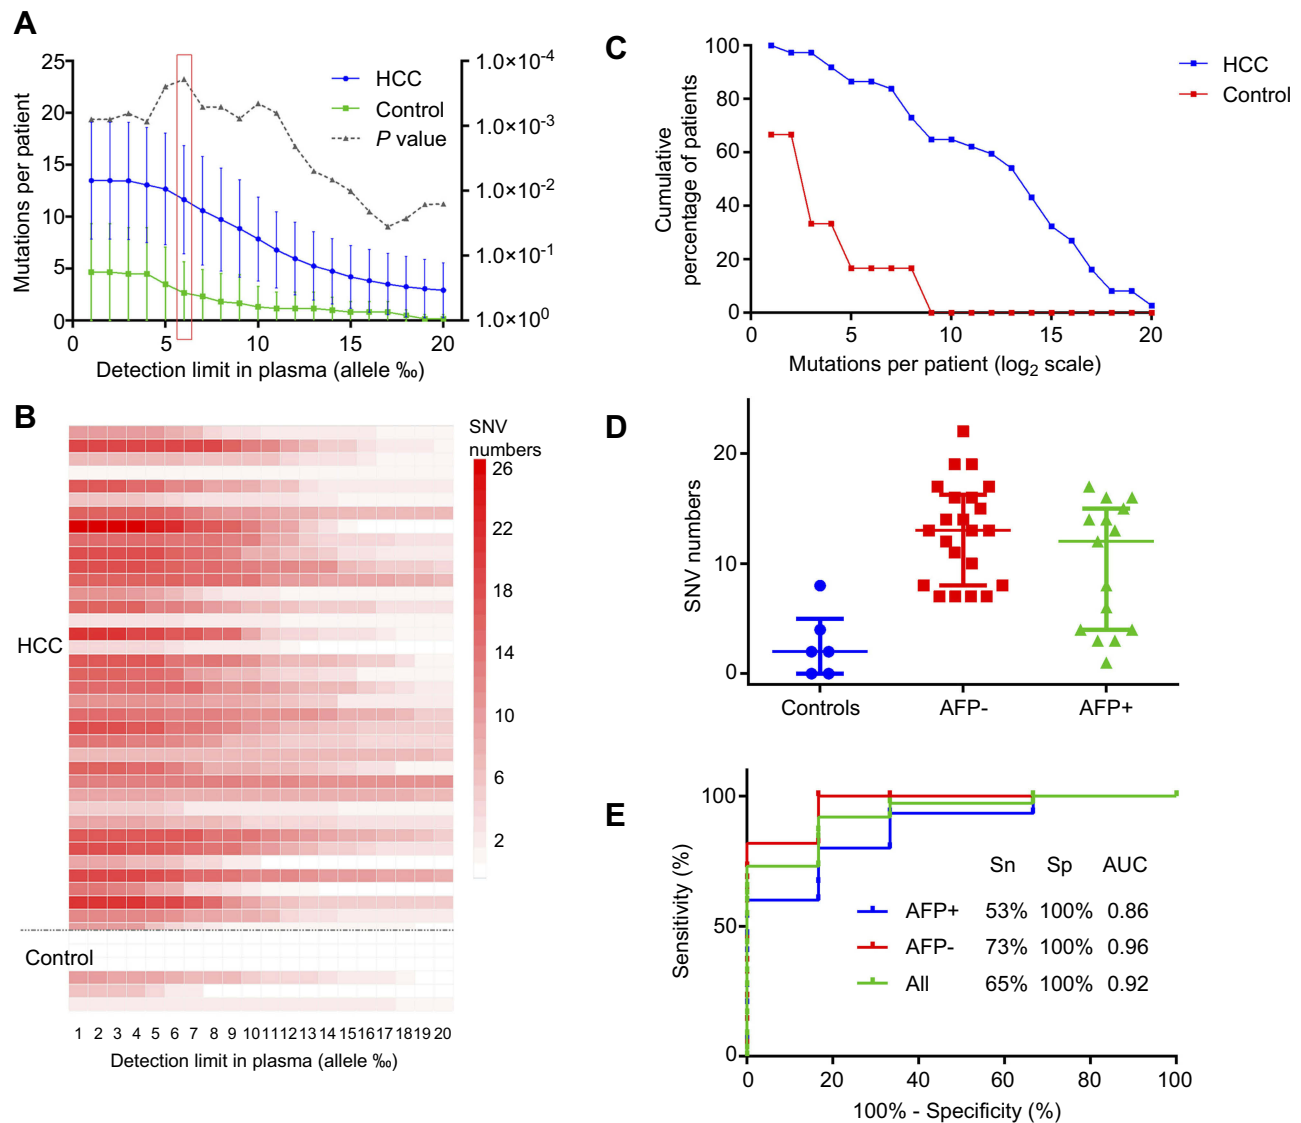 A
25
20
15
10
5
0
Mutations per patient
HCC
Control
P value
1.0×10⁻⁴
1.0×10⁻³
1.0×10⁻²
1.0×10⁻¹
1.0×10⁰
0 5 10 15 20
Detection limit in plasma (allele ‰)
B
SNV
numbers
26
22
18
14
10
6
2
HCC
Control
1 2 3 4 5 6 7 8 9 10 11 12 13 14 15 16 17 18 19 20
Detection limit in plasma (allele ‰)
C
100
80
60
40
20
0
Cumulative
percentage of patients
HCC
Control
0 5 10 15 20
Mutations per patient (log₂ scale)
D
20
10
0
SNV numbers
Controls AFP- AFP+
E
100
50
0
Sensitivity (%)
Sn Sp AUC
AFP+ 53% 100% 0.86
AFP- 73% 100% 0.96
All 65% 100% 0.92
0 20 40 60 80 100
100% - Specificity (%)